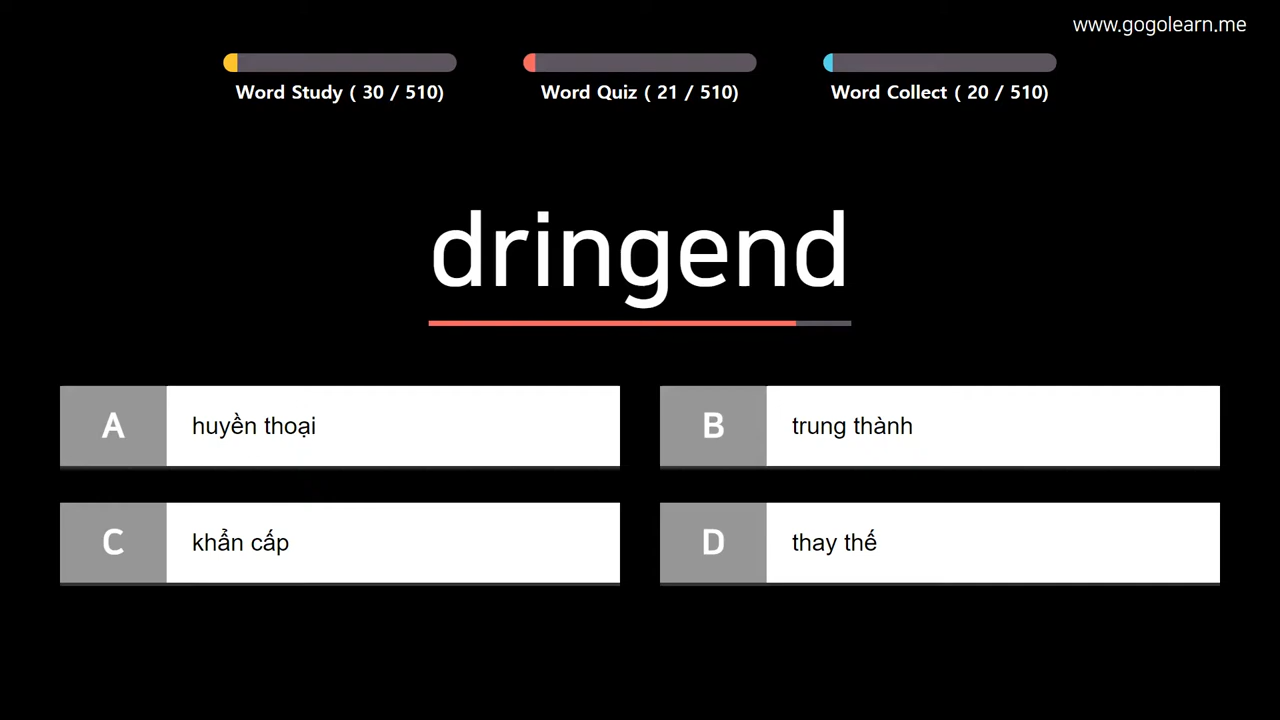 www.gogolearn.me
Word Study ( 30 / 510)
Word Quiz ( 21 / 510)
Word Collect ( 20 / 510)
dringend
A huyền thoại
B trung thành
C khẩn cấp
D thay thế